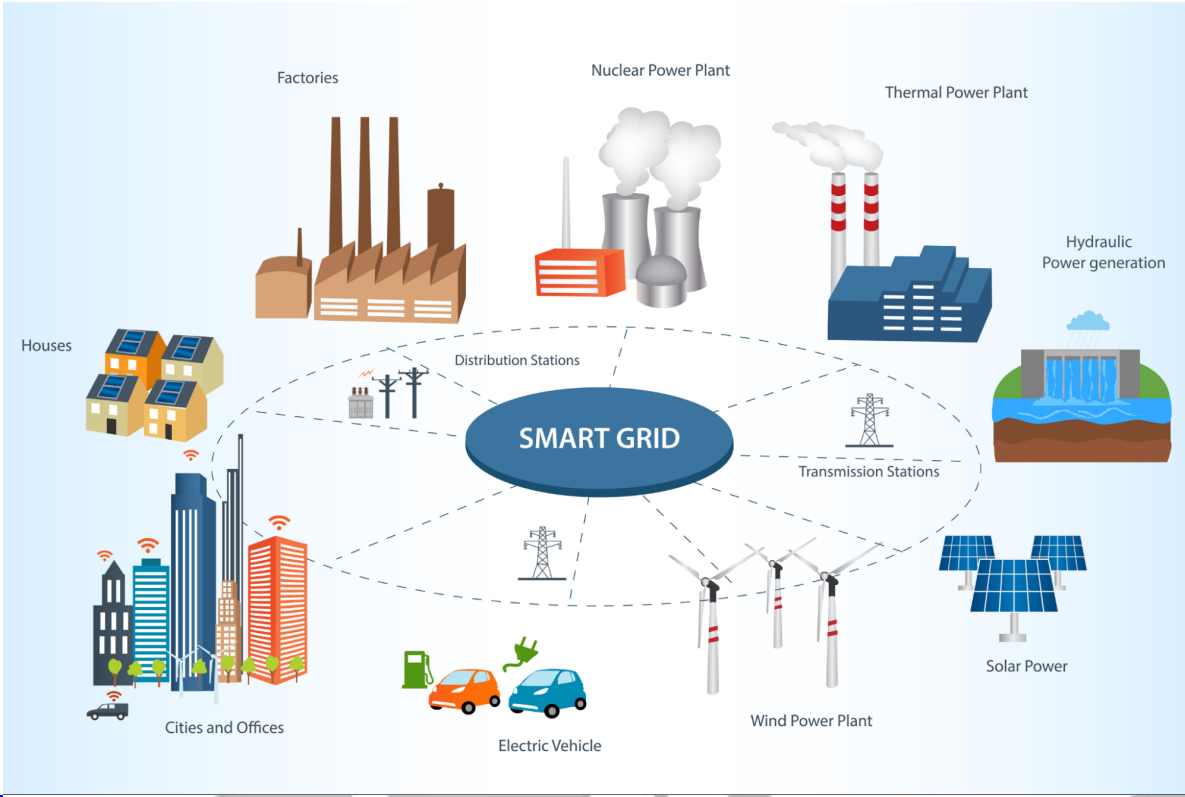 Nuclear Power Plant
Factories
Thermal Power Plant
Hydraulic
Power generation
Houses
Distribution Stations
SMART GRID
Transmission Stations
Solar Power
Wind Power Plant
Cities and Offices
Electric Vehicle